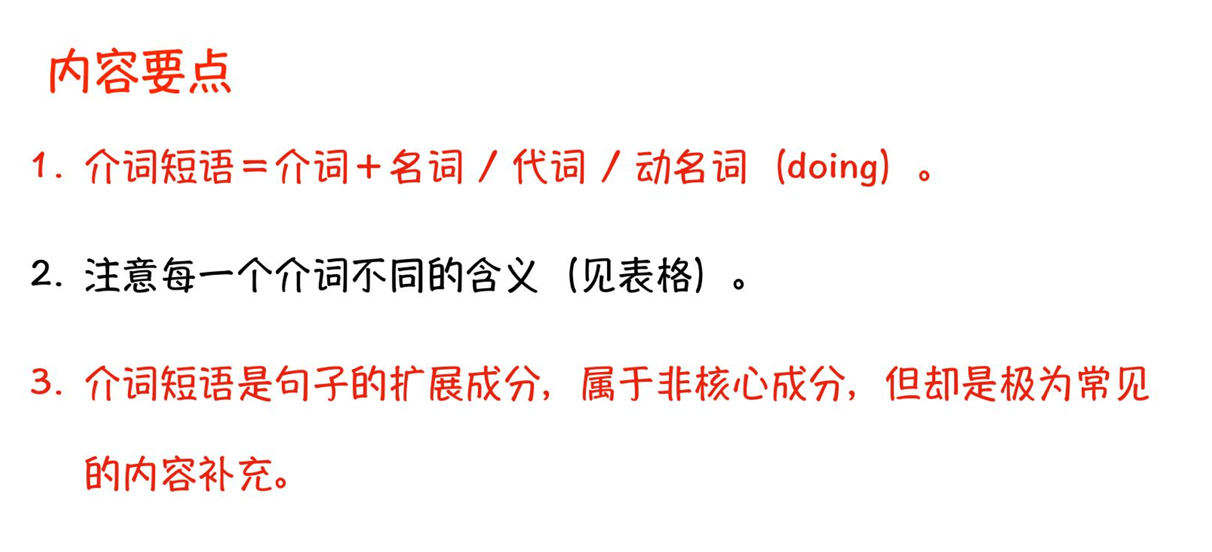 内容要点
1. 介词短语＝介词＋名词 / 代词 / 动名词（doing）。
2. 注意每一个介词不同的含义（见表格）。
3. 介词短语是句子的扩展成分，属于非核心成分，但却是极为常见
的内容补充。